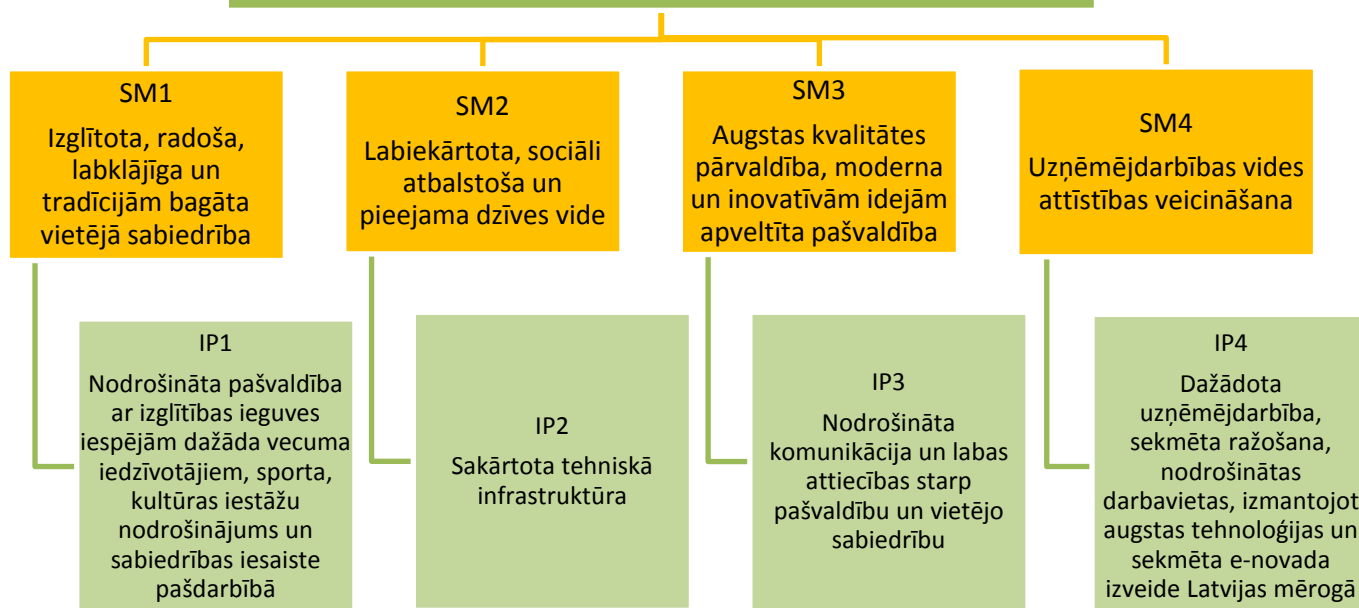 SM1
Izglītota, radoša,
labklājīga un
tradīcijām bagāta
vietējā sabiedrība
SM2
Labiekārtota, sociāli
atbalstoša un
pieejama dzīves vide
SM3
Augstas kvalitātes
pārvaldība, moderna
un inovatīvām idejām
apveltīta pašvaldība
SM4
Uzņēmējdarbības vides
attīstības veicināšana
IP1
Nodrošināta pašvaldība
ar izglītības ieguves
iespējām dažāda vecuma
iedzīvotājiem, sporta,
kultūras iestāžu
nodrošinājums un
sabiedrības iesaiste
pašdarbībā
IP2
Sakārtota tehniskā
infrastruktūra
IP3
Nodrošināta
komunikācija un labas
attiecības starp
pašvaldību un vietējo
sabiedrību
IP4
Dažādota
uzņēmējdarbība,
sekmēta ražošana,
nodrošinātas
darbavietas, izmantojot
augstas tehnoloģijas un
sekmēta e-novada
izveide Latvijas mērogā